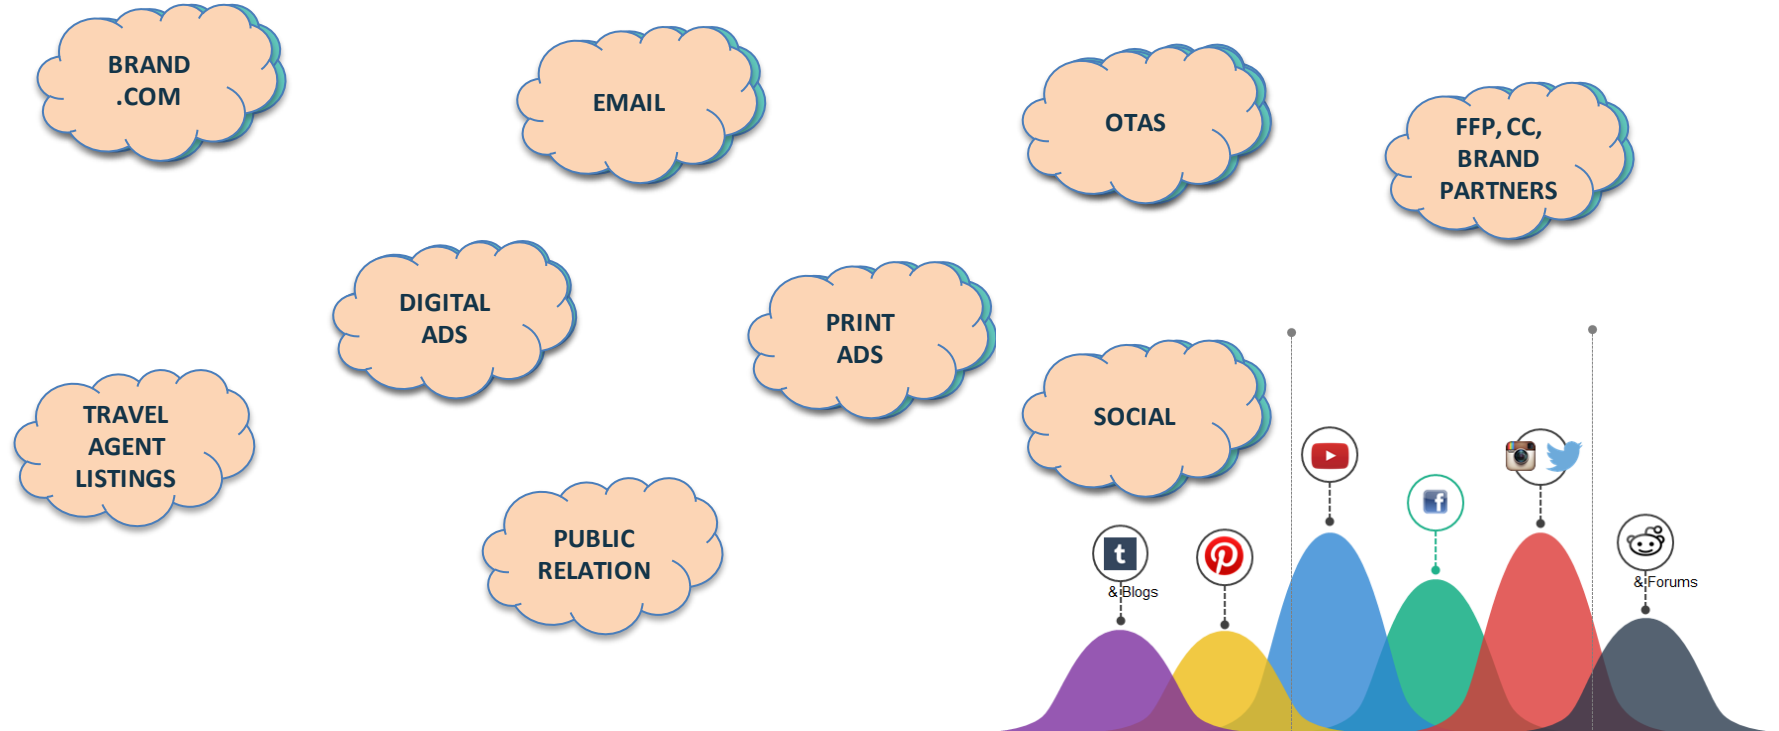 BRAND
.COM
EMAIL
OTAS
FFP, CC,
BRAND
PARTNERS
DIGITAL
ADS
PRINT
ADS
TRAVEL
AGENT
LISTINGS
SOCIAL
PUBLIC
RELATION
t
& Blogs
f
& Forums